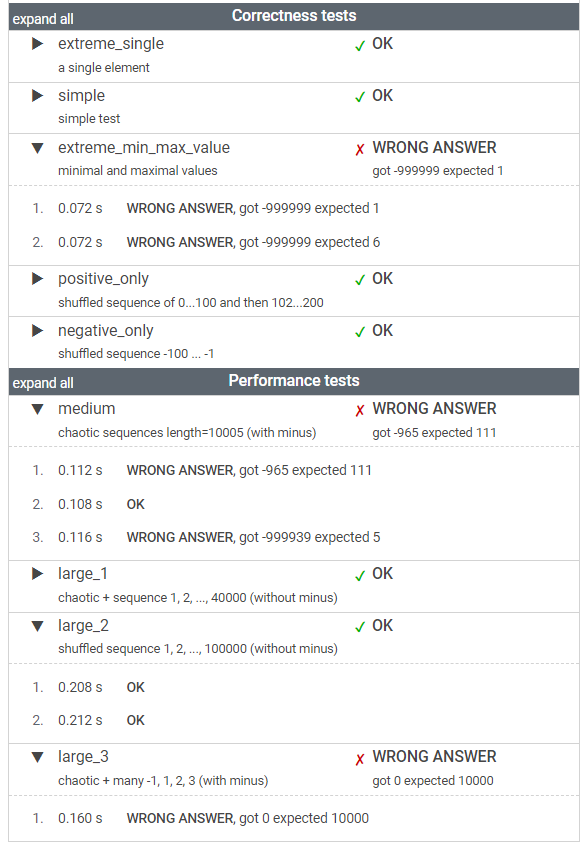 expand all Correctness tests
▶ extreme_single ✓ OK
a single element
▶ simple ✓ OK
simple test
▼ extreme_min_max_value ✗ WRONG ANSWER
minimal and maximal values got -999999 expected 1
1. 0.072 s WRONG ANSWER, got -999999 expected 1
2. 0.072 s WRONG ANSWER, got -999999 expected 6
▶ positive_only ✓ OK
shuffled sequence of 0...100 and then 102...200
▶ negative_only ✓ OK
shuffled sequence -100 ... -1
expand all Performance tests
▼ medium ✗ WRONG ANSWER
chaotic sequences length=10005 (with minus) got -965 expected 111
1. 0.112 s WRONG ANSWER, got -965 expected 111
2. 0.108 s OK
3. 0.116 s WRONG ANSWER, got -999939 expected 5
▶ large_1 ✓ OK
chaotic + sequence 1, 2, ..., 40000 (without minus)
▼ large_2 ✓ OK
shuffled sequence 1, 2, ..., 100000 (without minus)
1. 0.208 s OK
2. 0.212 s OK
▼ large_3 ✗ WRONG ANSWER
chaotic + many -1, 1, 2, 3 (with minus) got 0 expected 10000
1. 0.160 s WRONG ANSWER, got 0 expected 10000